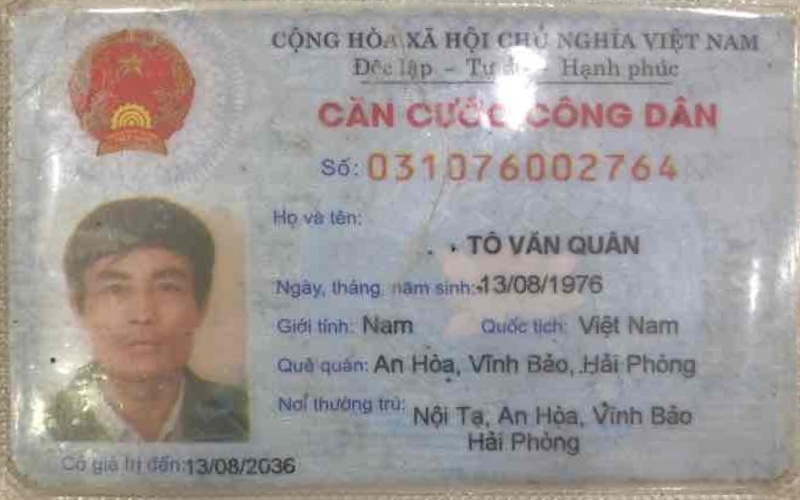 CỘNG HÒA XÃ HỘI CHỦ NGHĨA VIỆT NAM
Độc lập - Tự do - Hạnh phúc
CĂN CƯỚC CÔNG DÂN
Số: 031076002764
Họ và tên:
TÔ VĂN QUÂN
Ngày, tháng, năm sinh: 13/08/1976
Giới tính: Nam Quốc tịch: Việt Nam
Quê quán: An Hòa, Vĩnh Bảo, Hải Phòng
Nơi thường trú: Nội Tạ, An Hòa, Vĩnh Bảo
Hải Phòng
Có giá trị đến: 13/08/2036